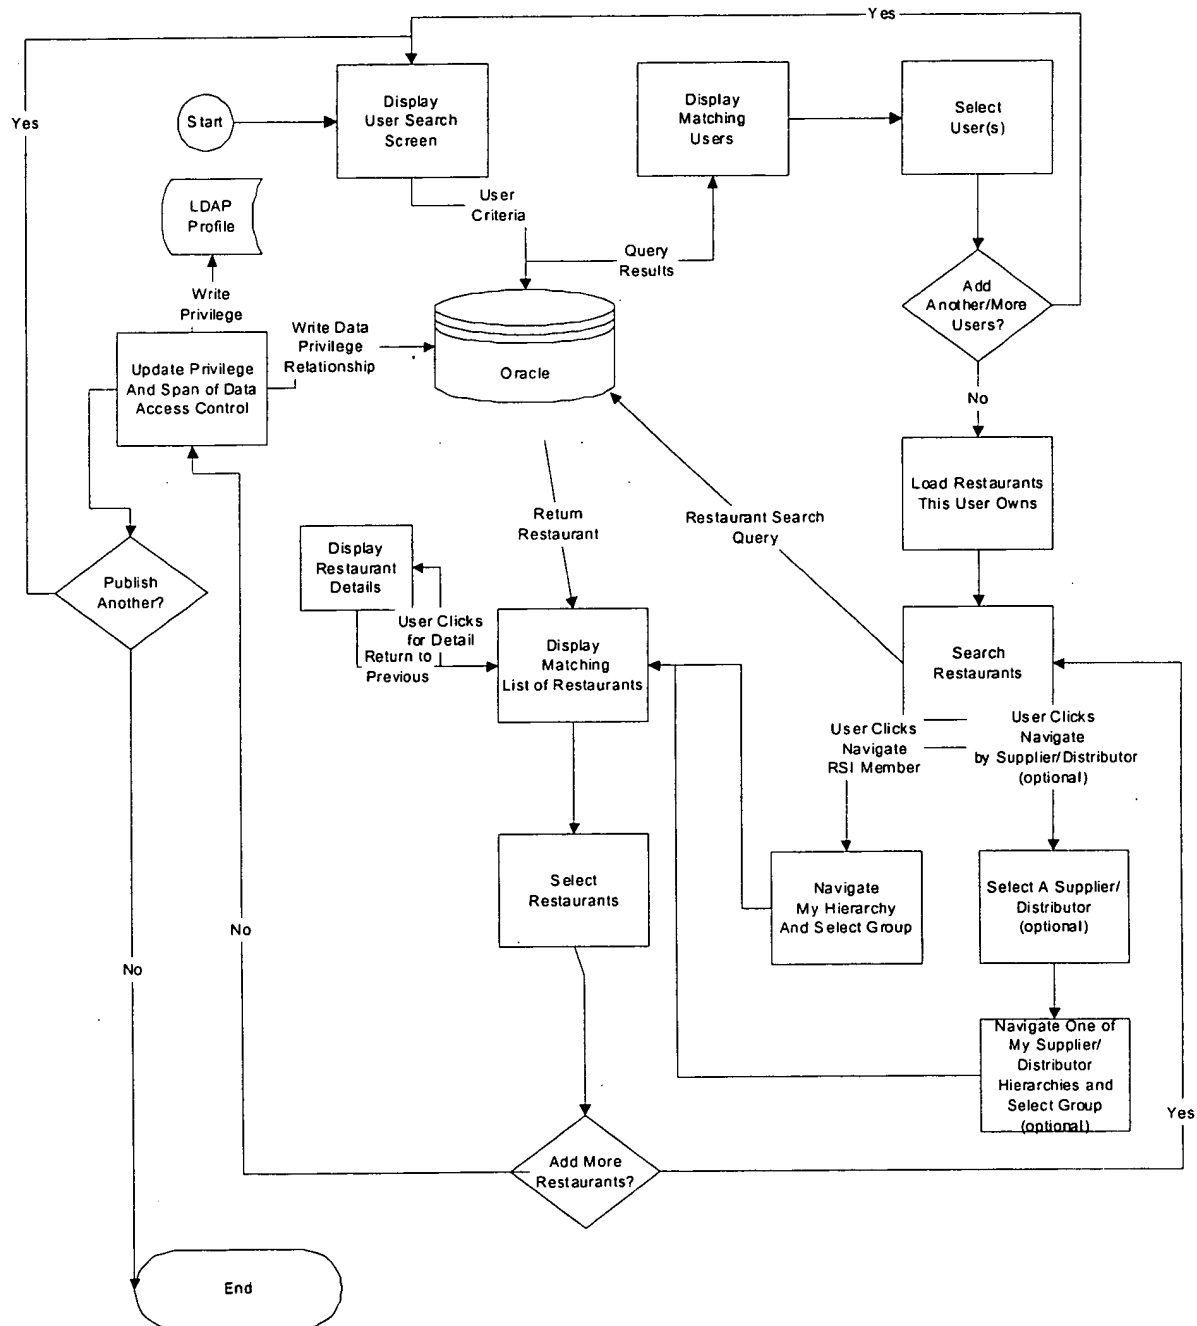 Yes
Yes
Start
Display
User Search
Screen
Display
Matching
Users
Select
User(s)
LDAP
Profile
User
Criteria
Query
Results
Add
Another/More
Users?
Write
Privilege
Write Data
Privilege
Relationship
Update Privilege
And Span of Data
Access Control
Oracle
No
Load Restaurants
This User Owns
Return
Restaurant
Restaurant Search
Query
Display
Restaurant
Details
Publish
Another?
User Clicks
for Detail
Return to
Previous
Display
Matching
List of Restaurants
Search
Restaurants
User Clicks
Navigate
RSI Member
User Clicks
Navigate
by Supplier/Distributor
(optional)
Select
Restaurants
Navigate
My Hierarchy
And Select Group
Select A Supplier/
Distributor
(optional)
No
No
Navigate One of
My Supplier/
Distributor
Hierarchies and
Select Group
(optional)
Yes
Add More
Restaurants?
End